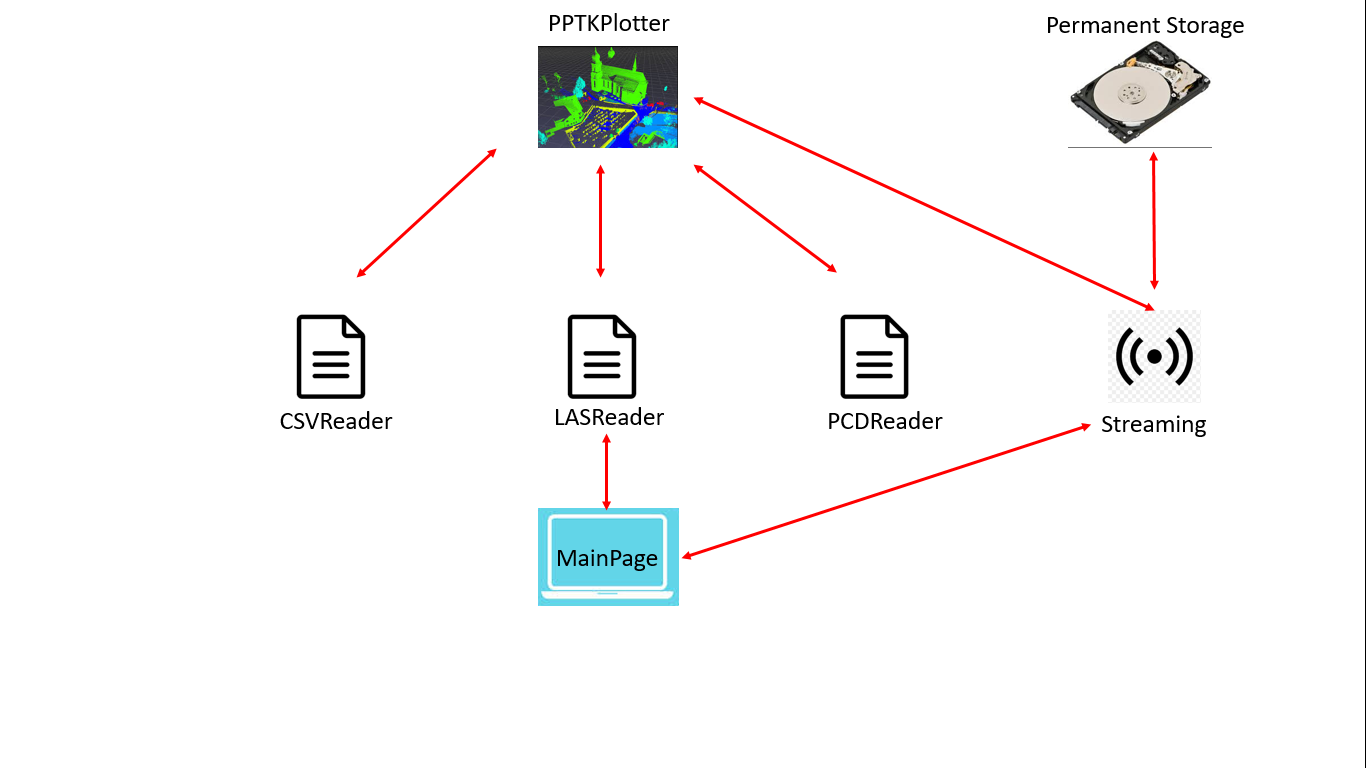 PPTKPlotter
Permanent Storage
CSVReader
LASReader
PCDReader
Streaming
MainPage